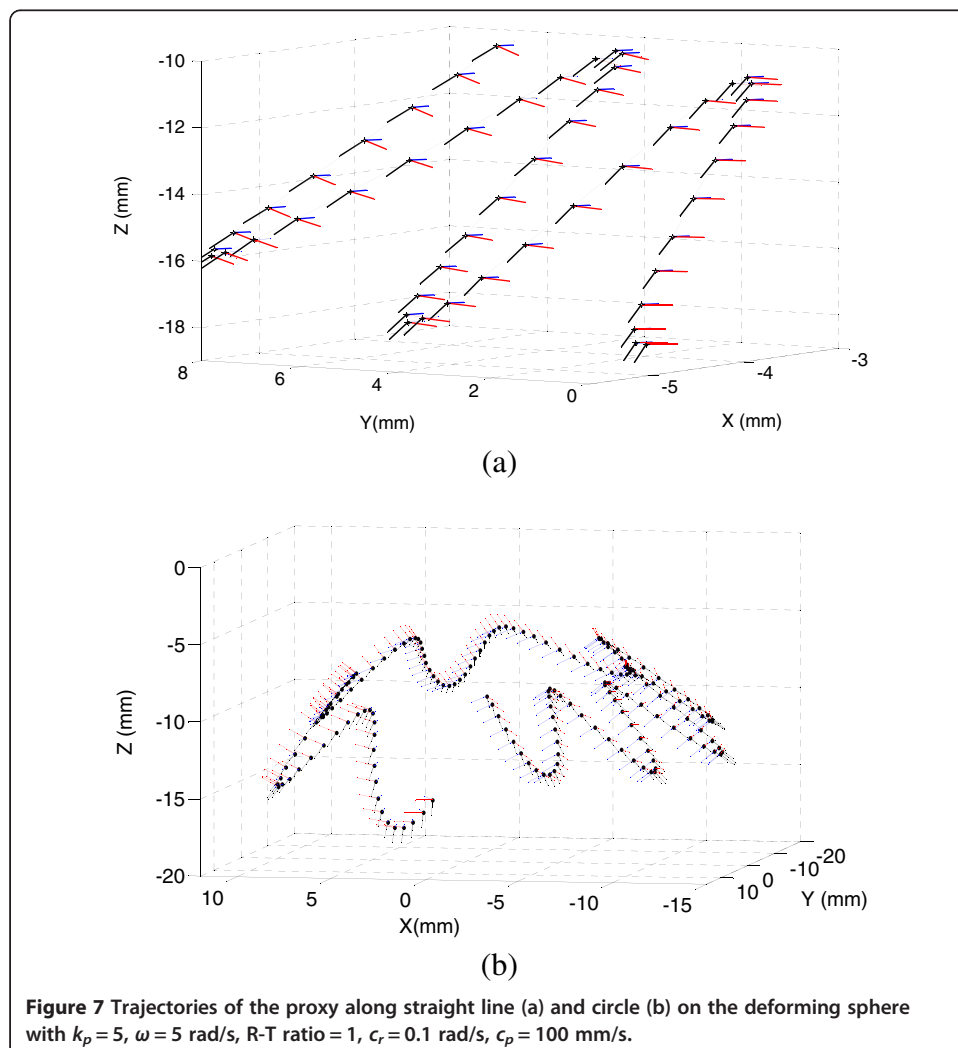 -10
-12
-14
-16
-18
Z (mm)
8
6
4
2
0
-5
-4
-3
Y(mm)
X (mm)
(a)
0
-5
-10
-15
-20
Z (mm)
10
5
0
-5
-10
-15
10
0
-10
-20
X(mm)
Y (mm)
(b)
Figure 7 Trajectories of the proxy along straight line (a) and circle (b) on the deforming sphere
with kₚ = 5, ω = 5 rad/s, R-T ratio = 1, cᵣ = 0.1 rad/s, cₚ = 100 mm/s.